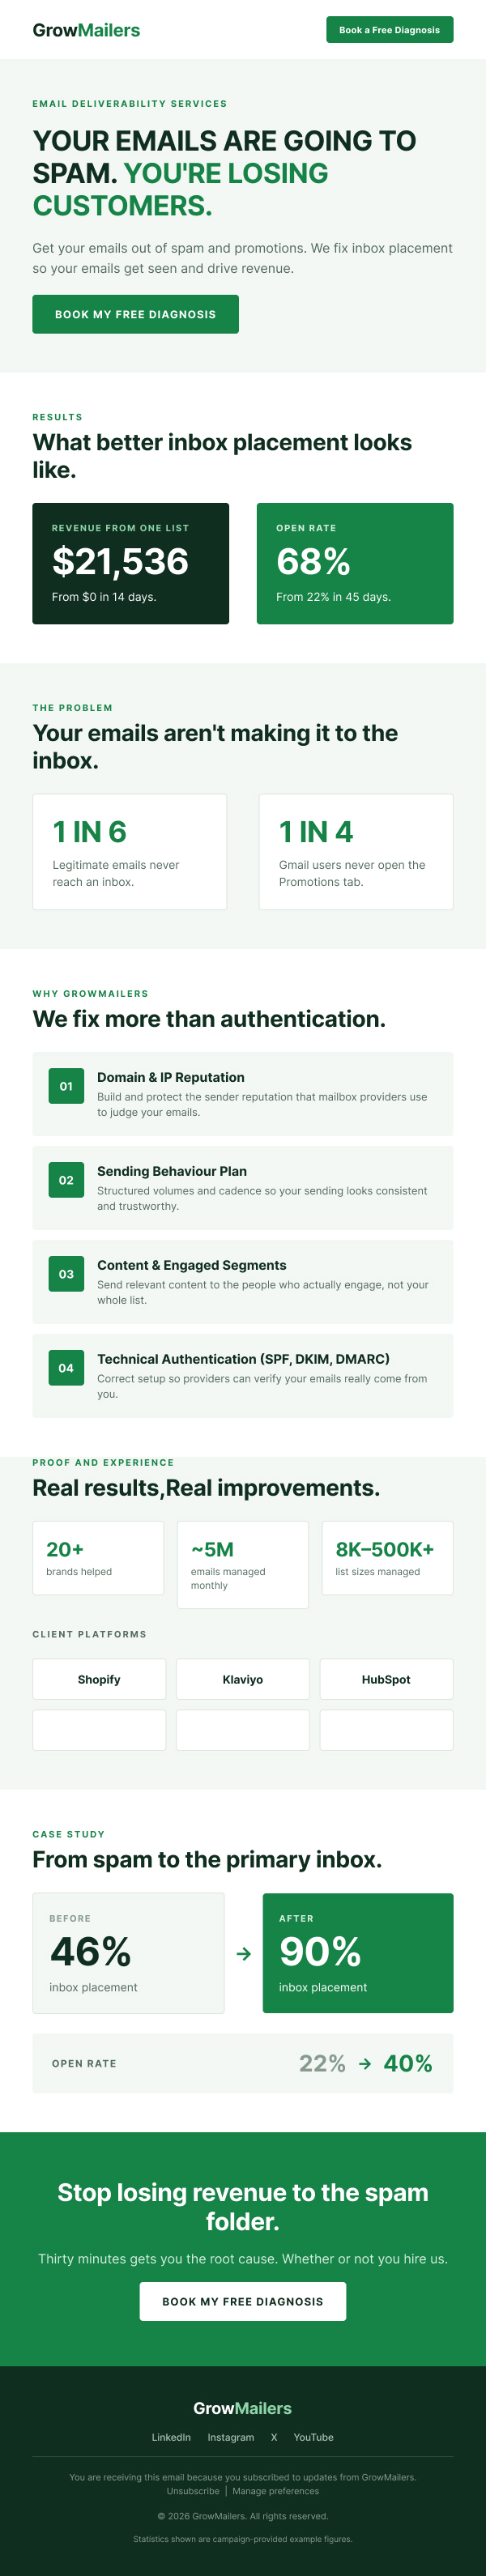 GrowMailers
Book a Free Diagnosis
EMAIL DELIVERABILITY SERVICES
YOUR EMAILS ARE GOING TO
SPAM. YOU'RE LOSING
CUSTOMERS.
Get your emails out of spam and promotions. We fix inbox placement
so your emails get seen and drive revenue.
BOOK MY FREE DIAGNOSIS
RESULTS
What better inbox placement looks
like.
REVENUE FROM ONE LIST
$21,536
From $0 in 14 days.
OPEN RATE
68%
From 22% in 45 days.
THE PROBLEM
Your emails aren't making it to the
inbox.
1 IN 6
Legitimate emails never
reach an inbox.
1 IN 4
Gmail users never open the
Promotions tab.
WHY GROWMAILERS
We fix more than authentication.
01
Domain & IP Reputation
Build and protect the sender reputation that mailbox providers use
to judge your emails.
02
Sending Behaviour Plan
Structured volumes and cadence so your sending looks consistent
and trustworthy.
03
Content & Engaged Segments
Send relevant content to the people who actually engage, not your
whole list.
04
Technical Authentication (SPF, DKIM, DMARC)
Correct setup so providers can verify your emails really come from
you.
PROOF AND EXPERIENCE
Real results,Real improvements.
20+
brands helped
~5M
emails managed
monthly
8K–500K+
list sizes managed
CLIENT PLATFORMS
Shopify
Klaviyo
HubSpot
CASE STUDY
From spam to the primary inbox.
BEFORE
46%
inbox placement
→
AFTER
90%
inbox placement
OPEN RATE
22% → 40%
Stop losing revenue to the spam
folder.
Thirty minutes gets you the root cause. Whether or not you hire us.
BOOK MY FREE DIAGNOSIS
GrowMailers
LinkedIn Instagram X YouTube
You are receiving this email because you subscribed to updates from GrowMailers.
Unsubscribe | Manage preferences
© 2026 GrowMailers. All rights reserved.
Statistics shown are campaign-provided example figures.